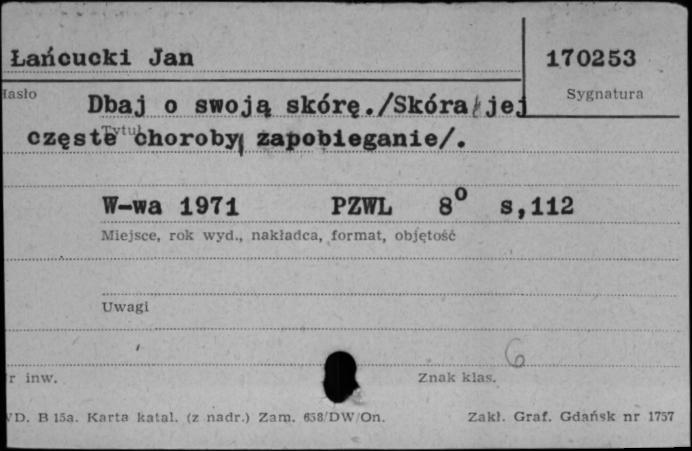 Łańcucki Jan 170253
Hasło Sygnatura
Dbaj o swoją skórę./Skóra jej
Tytuł
częste choroby, zapobieganie/.
W-wa 1971 PZWL 8° s,112
Miejsce, rok wyd., nakładca, format, objętość
Uwagi
6
r inw. Znak klas.
D. B 15a. Karta katal. (z nadr.) Zam. 658/DW/On. Zakł. Graf. Gdańsk nr 1757